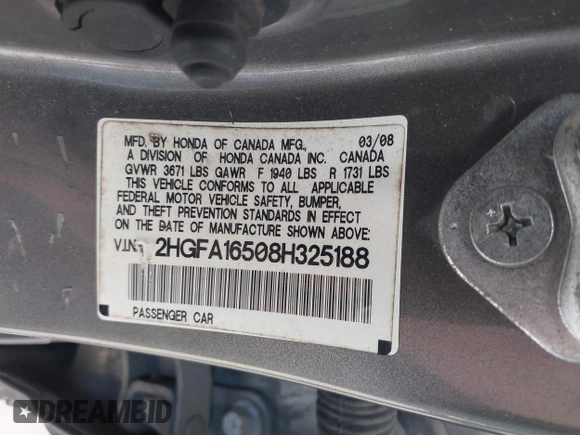 MFD. BY HONDA OF CANADA MFG., 03/08
A DIVISION OF HONDA CANADA INC. CANADA
GVWR 3671 LBS GAWR F 1940 LBS R 1731 LBS
THIS VEHICLE CONFORMS TO ALL APPLICABLE
FEDERAL MOTOR VEHICLE SAFETY, BUMPER,
AND THEFT PREVENTION STANDARDS IN EFFECT
ON THE DATE OF MANUFACTURE SHOWN ABOVE.
V.I.N.: 2HGFA16508H325188
PASSENGER CAR
DREAMBID